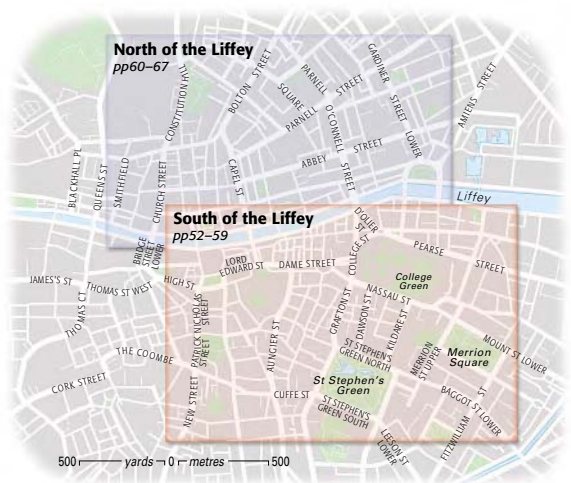 North of the Liffey
pp60–67
CONSTITUTION HILL
BOLTON STREET
PARNELL
SQUARE
PARNELL STREET
GARDINER
STREET
LOWER
AMIENS STREET
O'CONNELL
STREET
ABBEY STREET
CAPEL ST
BLACKHALL PL
QUEENS ST
SMITHFIELD
CHURCH STREET
Liffey
South of the Liffey
pp52–59
BRIDGE
STREET
LOWER
D'OLIER
ST
COLLEGE ST
PEARSE
STREET
LORD
EDWARD ST
DAME STREET
College
Green
JAMES'S ST
THOMAS ST WEST
HIGH ST
NASSAU ST
THOMAS CT
PATRICK NICHOLAS
STREET STREET
GRAFTON ST
DAWSON ST
KILDARE ST
AUNGIER ST
ST STEPHEN'S
GREEN NORTH
MERRION
ST UPPER
Merrion
Square
MOUNT ST LOWER
THE COOMBE
CORK STREET
NEW STREET
CUFFE ST
St Stephen's
Green
ST STEPHEN'S
GREEN SOUTH
BAGGOT ST LOWER
FITZWILLIAM ST
LEESON ST
LOWER
500 yards 0 metres 500